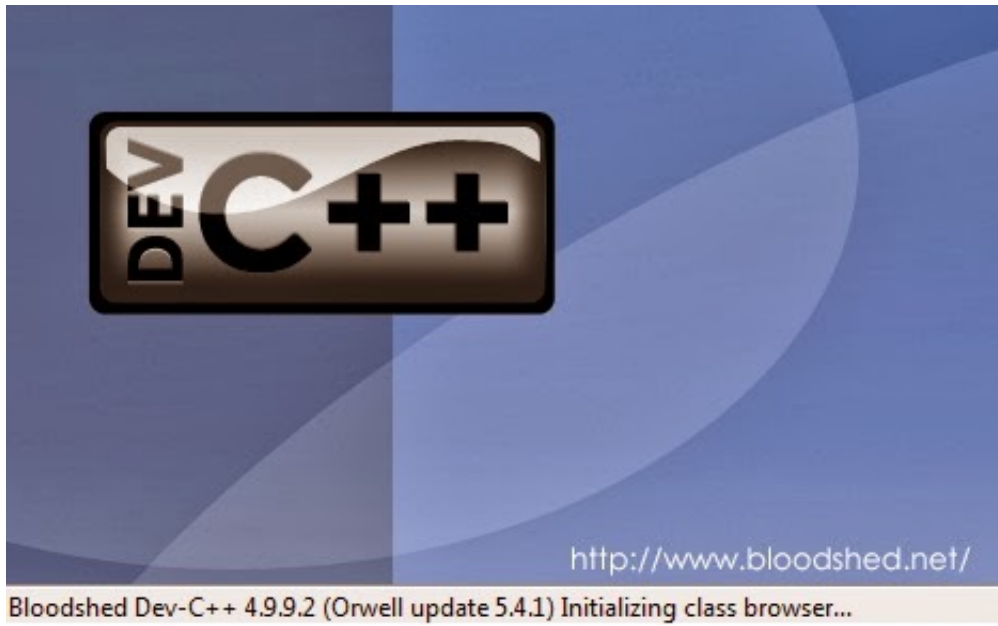 DEV C++
http://www.bloodshed.net/
Bloodshed Dev-C++ 4.9.9.2 (Orwell update 5.4.1) Initializing class browser...